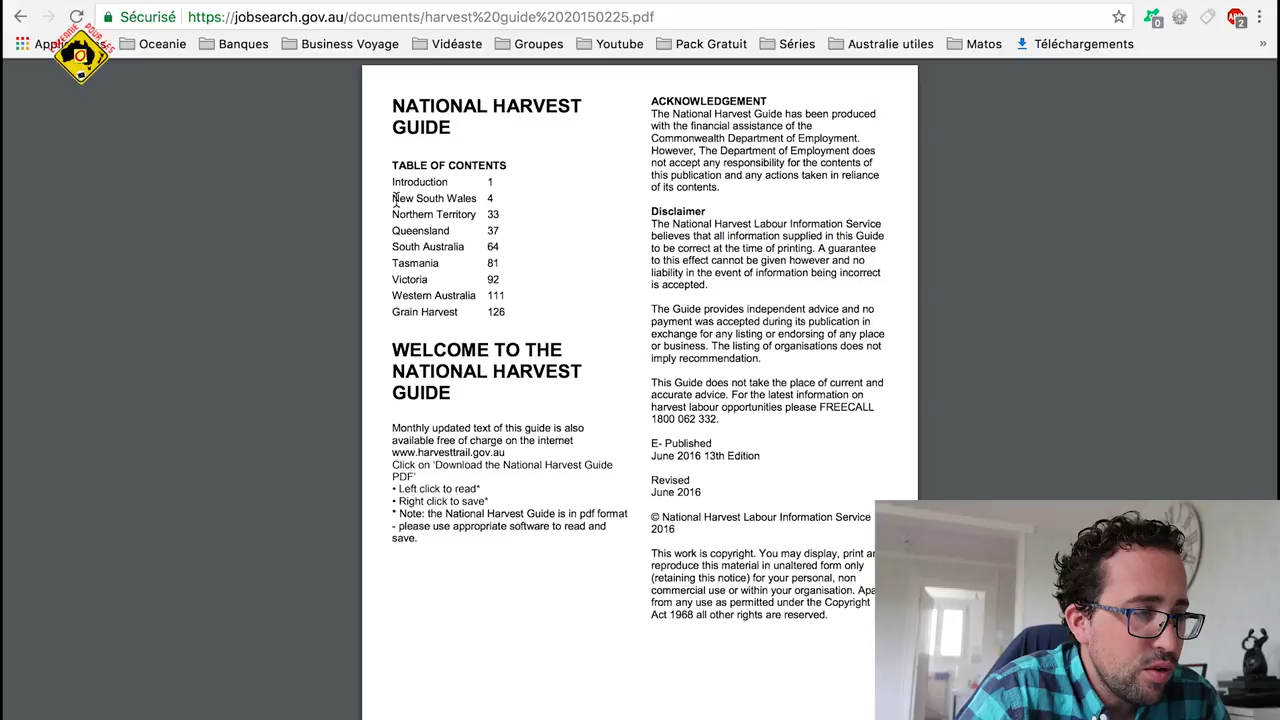 Sécurisé https://jobsearch.gov.au/documents/harvest%20guide%2020150225.pdf
0
ABP
2
OCEANIE POUR LES
Oceanie Banques Business Voyage Vidéaste Groupes Youtube Pack Gratuit Séries Australie utiles Matos Téléchargements »
NATIONAL HARVEST
GUIDE
TABLE OF CONTENTS
Introduction 1
New South Wales 4
Northern Territory 33
Queensland 37
South Australia 64
Tasmania 81
Victoria 92
Western Australia 111
Grain Harvest 126
WELCOME TO THE
NATIONAL HARVEST
GUIDE
Monthly updated text of this guide is also
available free of charge on the internet
www.harvesttrail.gov.au
Click on ‘Download the National Harvest Guide
PDF’
• Left click to read*
• Right click to save*
* Note: the National Harvest Guide is in pdf format
- please use appropriate software to read and
save.
ACKNOWLEDGEMENT
The National Harvest Guide has been produced
with the financial assistance of the
Commonwealth Department of Employment.
However, The Department of Employment does
not accept any responsibility for the contents of
this publication and any actions taken in reliance
of its contents.
Disclaimer
The National Harvest Labour Information Service
believes that all information supplied in this Guide
to be correct at the time of printing. A guarantee
to this effect cannot be given however and no
liability in the event of information being incorrect
is accepted.
The Guide provides independent advice and no
payment was accepted during its publication in
exchange for any listing or endorsing of any place
or business. The listing of organisations does not
imply recommendation.
This Guide does not take the place of current and
accurate advice. For the latest information on
harvest labour opportunities please FREECALL
1800 062 332.
E- Published
June 2016 13th Edition
Revised
June 2016
© National Harvest Labour Information Service
2016
This work is copyright. You may display, print an
reproduce this material in unaltered form only
(retaining this notice) for your personal, non
commercial use or within your organisation. Apa
from any use as permitted under the Copyright
Act 1968 all other rights are reserved.